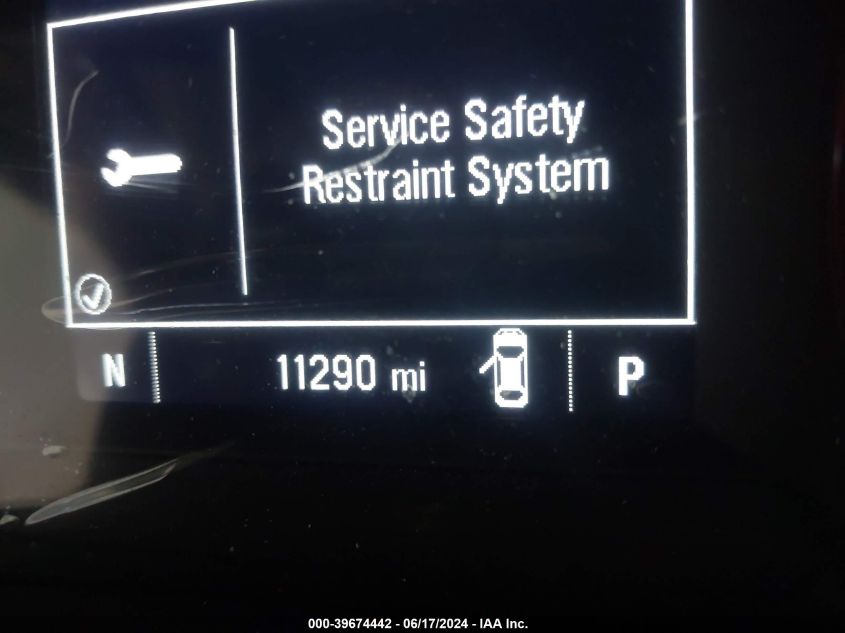 Service Safety
Restraint System
N 11290 mi P
000-39674442 - 06/17/2024 - IAA Inc.